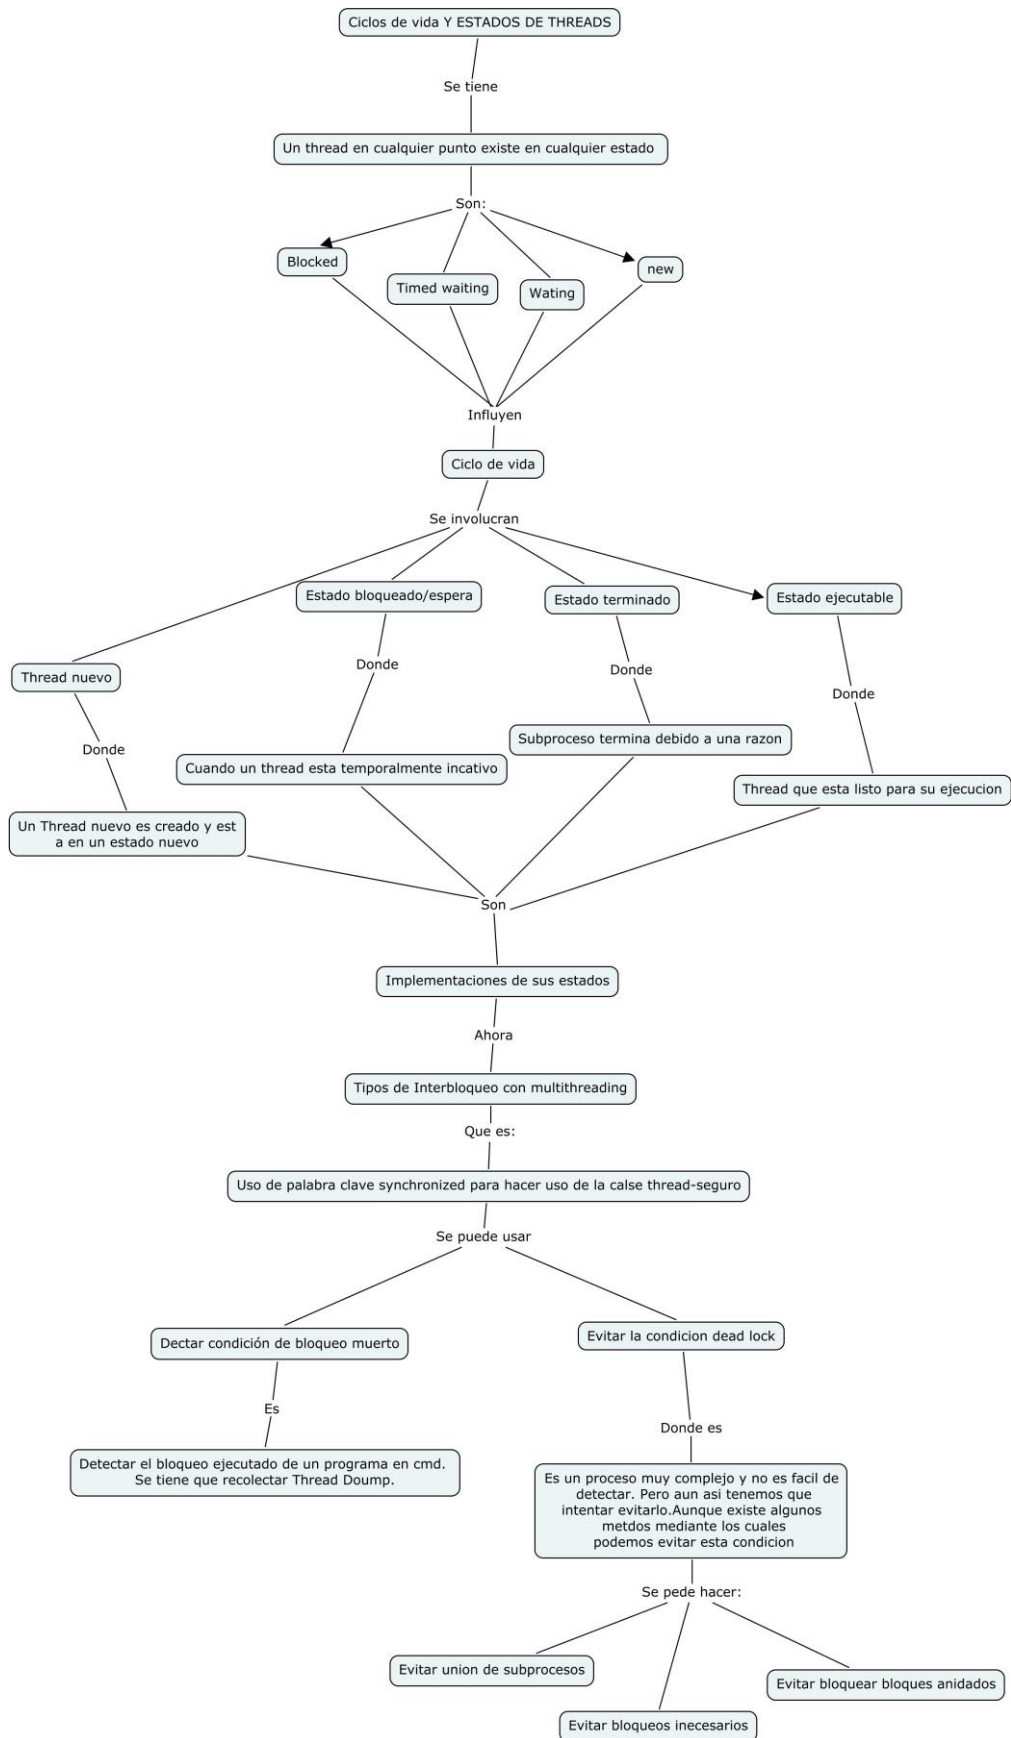 Ciclos de vida Y ESTADOS DE THREADS
Se tiene
Un thread en cualquier punto existe en cualquier estado
Son:
Blocked
Timed waiting
Wating
new
Influyen
Ciclo de vida
Se involucran
Estado bloqueado/espera
Estado terminado
Estado ejecutable
Donde
Donde
Donde
Thread nuevo
Donde
Cuando un thread esta temporalmente incativo
Subproceso termina debido a una razon
Thread que esta listo para su ejecucion
Un Thread nuevo es creado y est
a en un estado nuevo
Son
Implementaciones de sus estados
Ahora
Tipos de Interbloqueo con multithreading
Que es:
Uso de palabra clave synchronized para hacer uso de la calse thread-seguro
Se puede usar
Dectar condición de bloqueo muerto
Evitar la condicion dead lock
Es
Donde es
Detectar el bloqueo ejecutado de un programa en cmd.
Se tiene que recolectar Thread Doump.
Es un proceso muy complejo y no es facil de
detectar. Pero aun asi tenemos que
intentar evitarlo.Aunque existe algunos
metdos mediante los cuales
podemos evitar esta condicion
Se pede hacer:
Evitar union de subprocesos
Evitar bloqueos inecesarios
Evitar bloquear bloques anidados